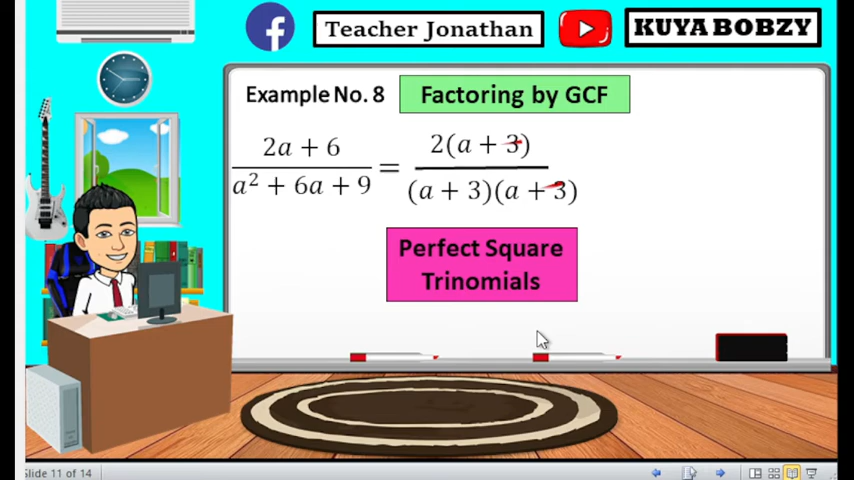 Teacher Jonathan
KUYA BOBZY
Example No. 8
Factoring by GCF
2a + 6 / a² + 6a + 9 = 2(a + 3) / (a + 3)(a + 3)
Perfect Square
Trinomials
Slide 11 of 14